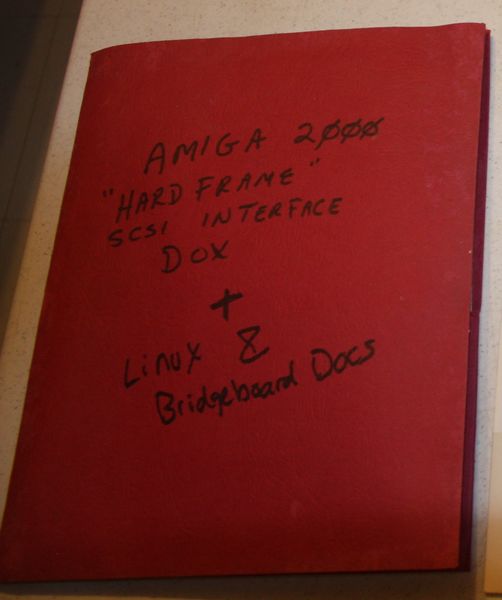 AMIGA 2000
"HARD FRAME"
SCSI INTERFACE
DOX
+
LiNUX &
Bridgeboard Docs